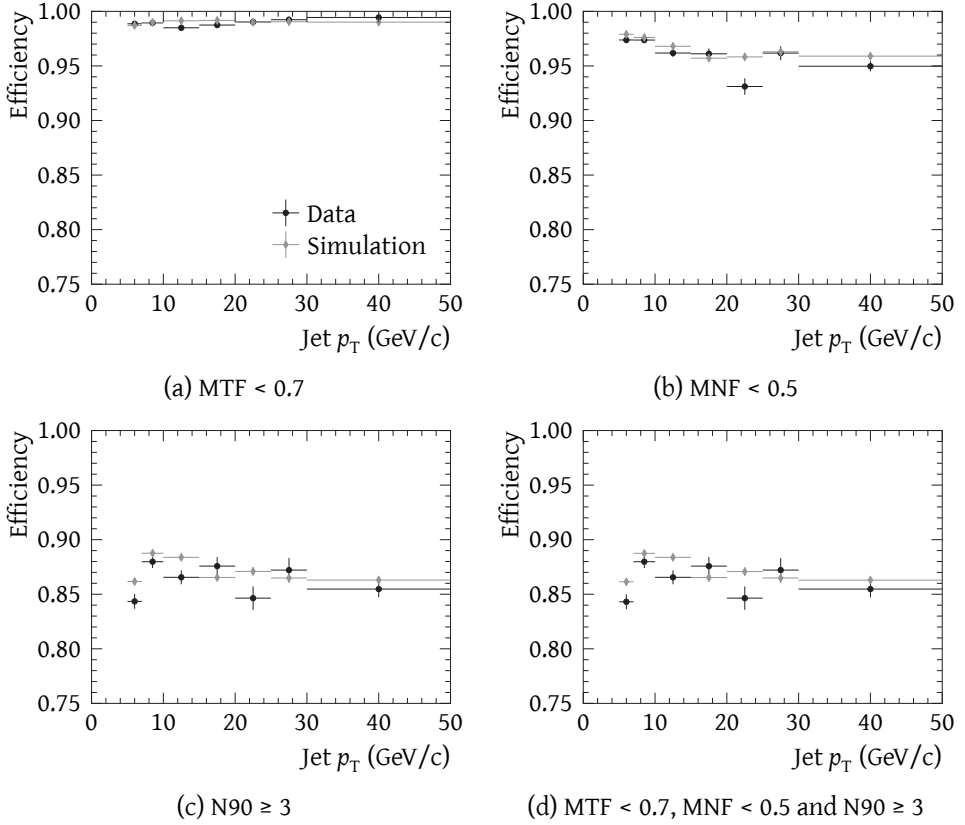 Efficiency
1.00
0.95
0.90
0.85
0.80
0.75
Data
Simulation
0 10 20 30 40 50
Jet pT (GeV/c)
(a) MTF < 0.7
Efficiency
1.00
0.95
0.90
0.85
0.80
0.75
0 10 20 30 40 50
Jet pT (GeV/c)
(b) MNF < 0.5
Efficiency
1.00
0.95
0.90
0.85
0.80
0.75
0 10 20 30 40 50
Jet pT (GeV/c)
(c) N90 ≥ 3
Efficiency
1.00
0.95
0.90
0.85
0.80
0.75
0 10 20 30 40 50
Jet pT (GeV/c)
(d) MTF < 0.7, MNF < 0.5 and N90 ≥ 3